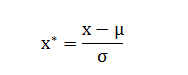 x* = (x − μ) / σ